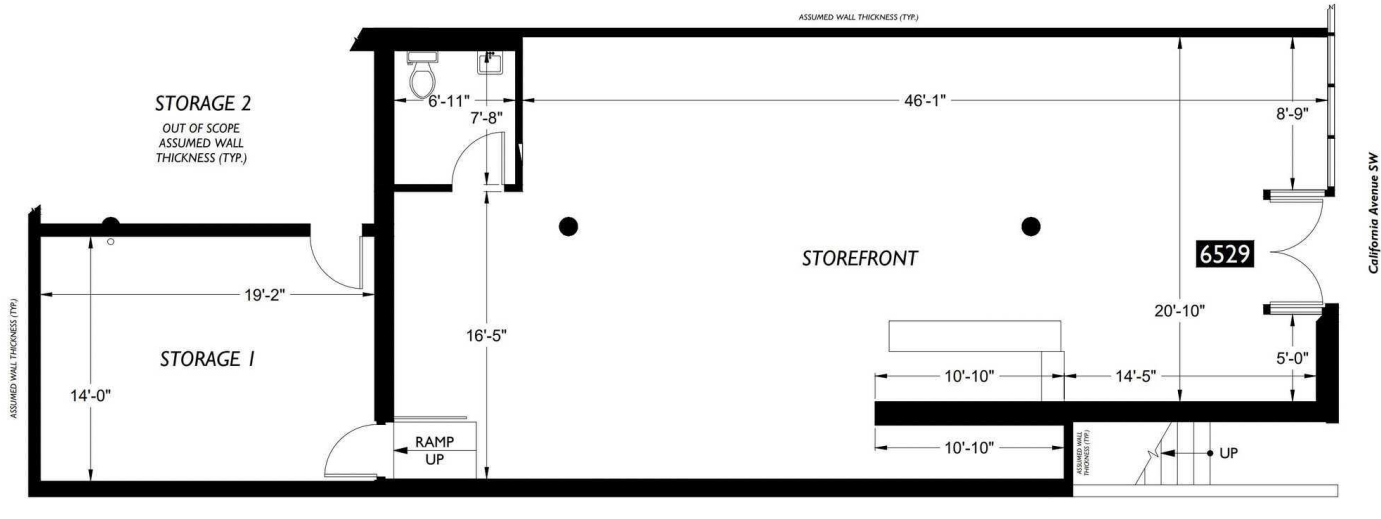 ASSUMED WALL THICKNESS (TYP.)
STORAGE 2
OUT OF SCOPE
ASSUMED WALL
THICKNESS (TYP.)
6'-11"
7'-8"
46'-1"
8'-9"
California Avenue SW
6529
STOREFRONT
19'-2"
20'-10"
16'-5"
STORAGE 1
14'-0"
ASSUMED WALL THICKNESS (TYP.)
5'-0"
10'-10"
14'-5"
RAMP
UP
10'-10"
ASSUMED WALL
THICKNESS (TYP.)
UP